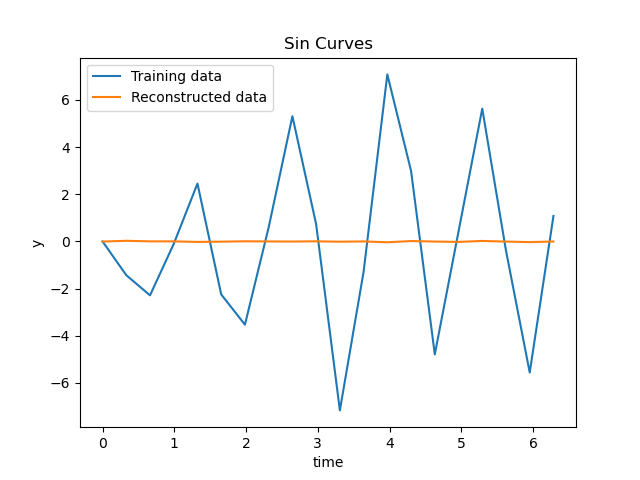 Sin Curves
Training data
Reconstructed data
6
4
2
0
−2
−4
−6
y
0 1 2 3 4 5 6
time